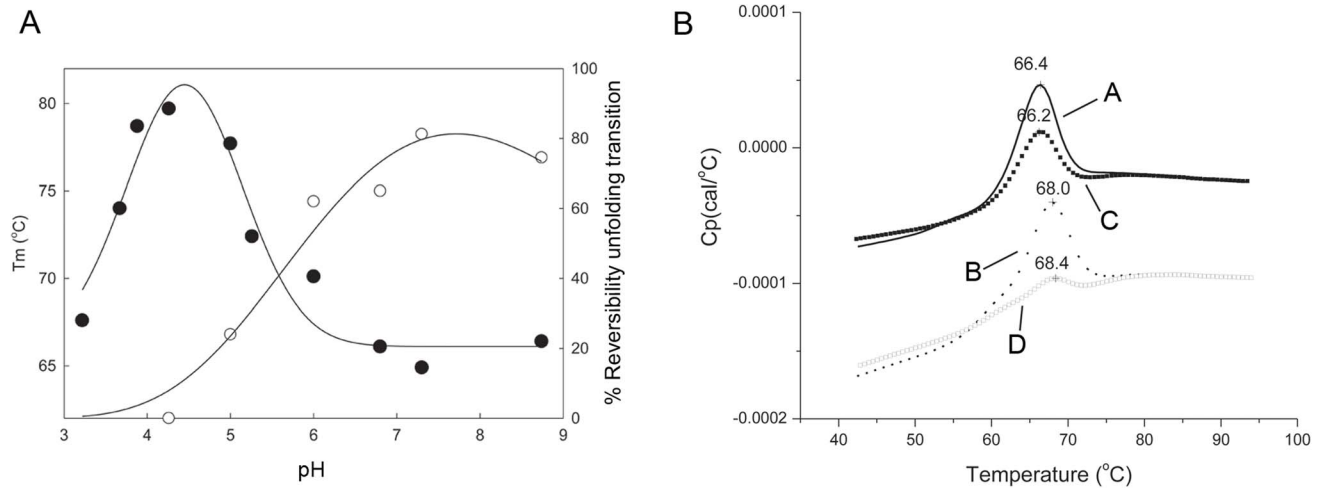 A
80
75
70
65
Tm (°C)
100
80
60
40
20
0
% Reversibility unfolding transition
3 4 5 6 7 8 9
pH
B
0.0001
0.0000
-0.0001
-0.0002
Cp(cal/°C)
66.4
A
66.2
C
68.0
B
68.4
D
40 50 60 70 80 90 100
Temperature (°C)